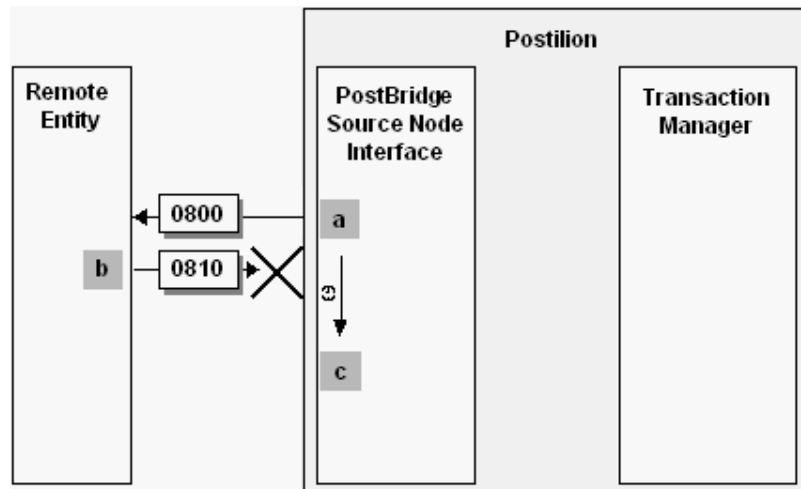 Postilion
Remote
Entity
PostBridge
Source Node
Interface
Transaction
Manager
0800
a
b
0810
c